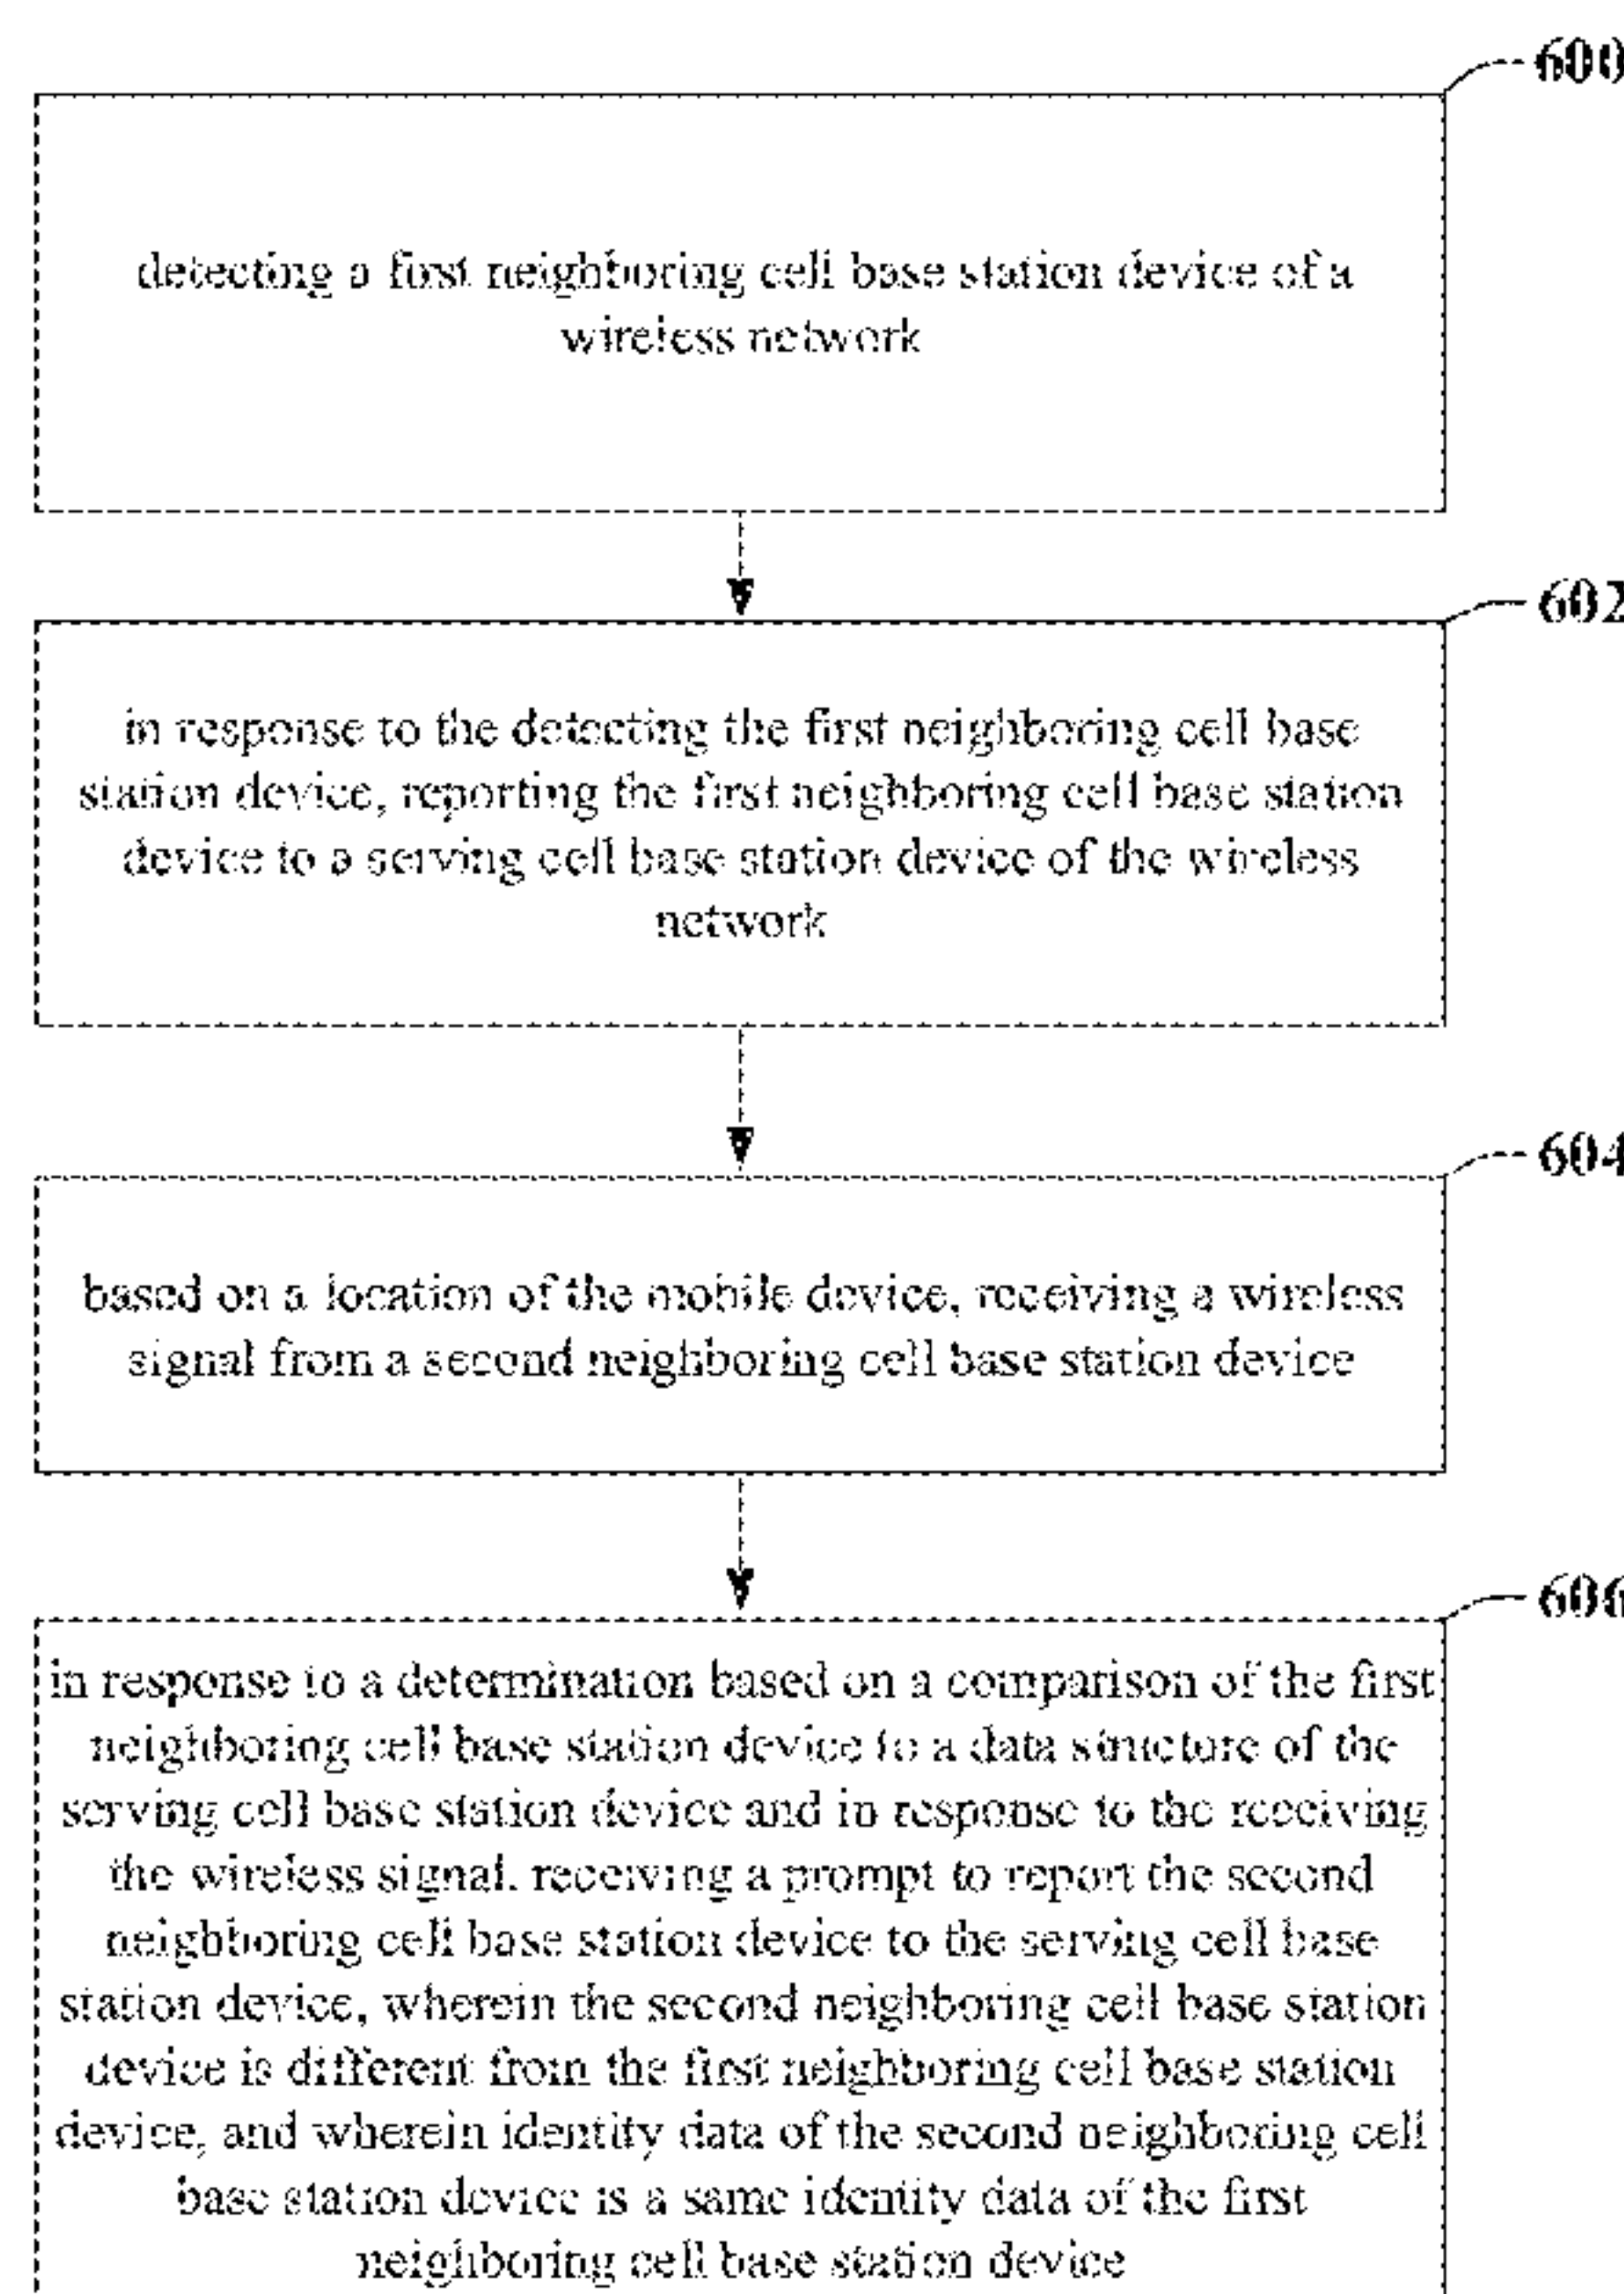 600
detecting a first neighboring cell base station device of a
wireless network
602
in response to the detecting the first neighboring cell base
station device, reporting the first neighboring cell base station
device to a serving cell base station device of the wireless
network
604
based on a location of the mobile device, receiving a wireless
signal from a second neighboring cell base station device
606
in response to a determination based on a comparison of the first
neighboring cell base station device to a data structure of the
serving cell base station device and in response to the receiving
the wireless signal, receiving a prompt to report the second
neighboring cell base station device to the serving cell base
station device, wherein the second neighboring cell base station
device is different from the first neighboring cell base station
device, and wherein identity data of the second neighboring cell
base station device is a same identity data of the first
neighboring cell base station device